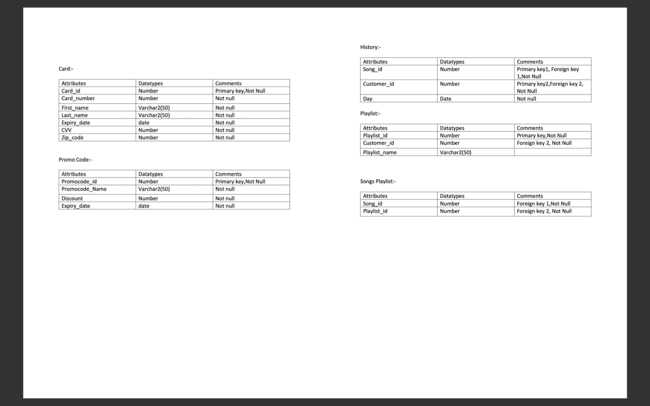 Card:-
Attributes Datatypes Comments
Card_id Number Primary key,Not Null
Card_number Number Not null
First_name Varchar2(50) Not null
Last_name Varchar2(50) Not null
Expiry_date date Not null
CVV Number Not null
Zip_code Number Not null
Promo Code:-
Attributes Datatypes Comments
Promocode_id Number Primary key,Not Null
Promocode_Name Varchar2(50) Not null
Discount Number Not null
Expiry_date date Not null
History:-
Attributes Datatypes Comments
Song_id Number Primary key1, Foreign key
1,Not Null
Customer_id Number Primary key2,Foreign key 2,
Not Null
Day Date Not null
Playlist:-
Attributes Datatypes Comments
Playlist_id Number Primary key,Not Null
Customer_id Number Foreign key 2, Not Null
Playlist_name Varchar2(50)
Songs Playlist:-
Attributes Datatypes Comments
Song_id Number Foreign key 1,Not Null
Playlist_id Number Foreign key 2, Not Null